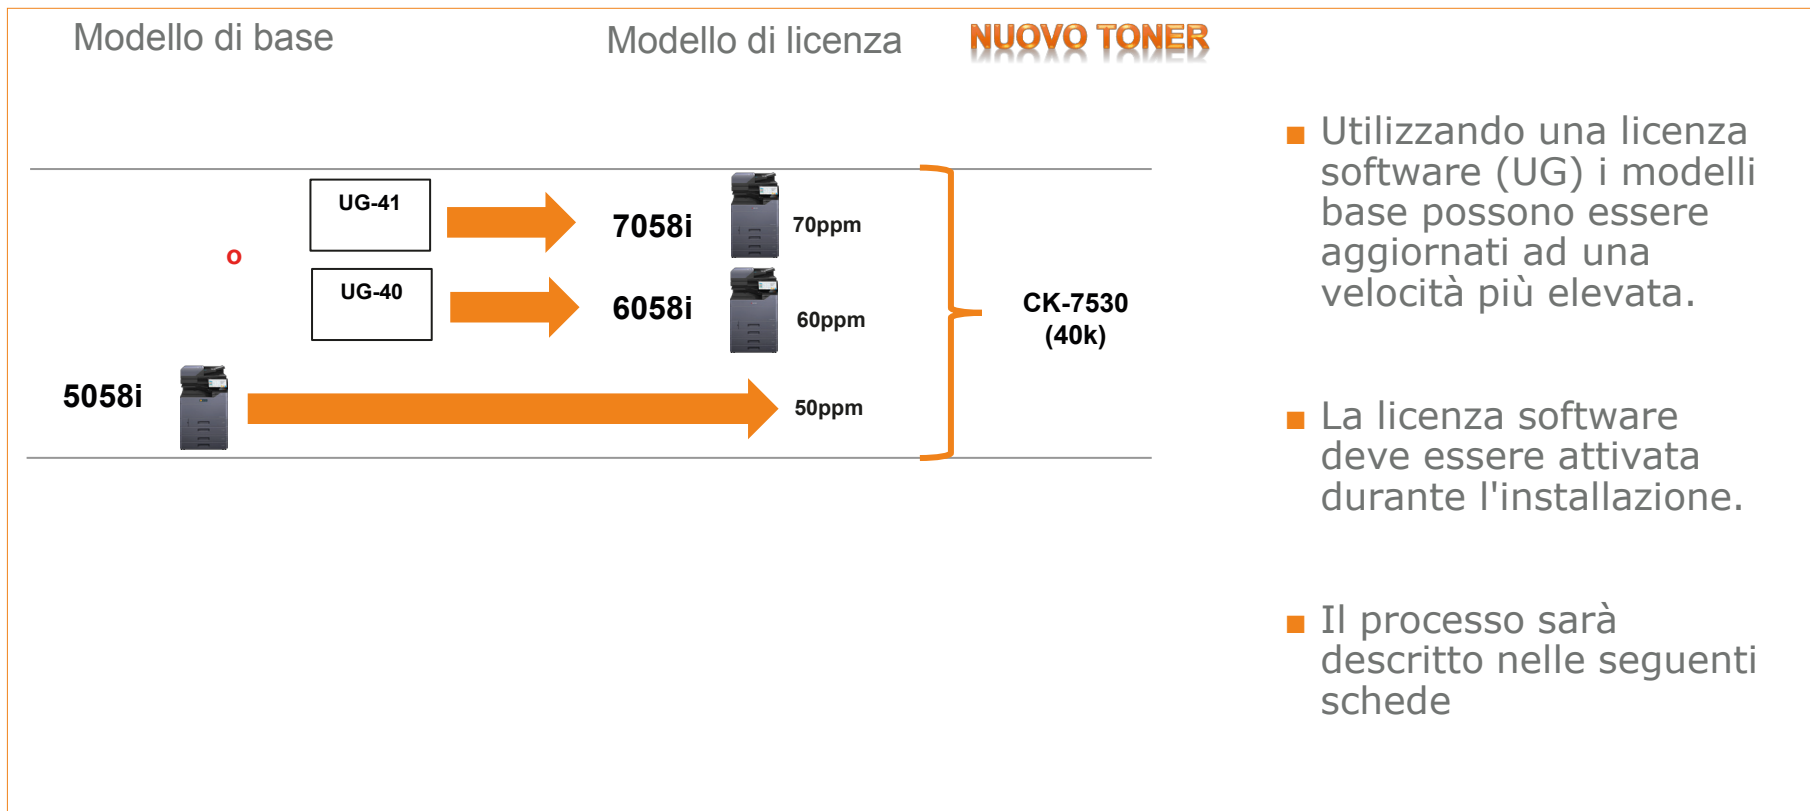 Modello di base
Modello di licenza
NUOVO TONER
UG-41
7058i
70ppm
o
UG-40
6058i
60ppm
5058i
50ppm
CK-7530
(40k)
■ Utilizzando una licenza
software (UG) i modelli
base possono essere
aggiornati ad una
velocità più elevata.
■ La licenza software
deve essere attivata
durante l'installazione.
■ Il processo sarà
descritto nelle seguenti
schede